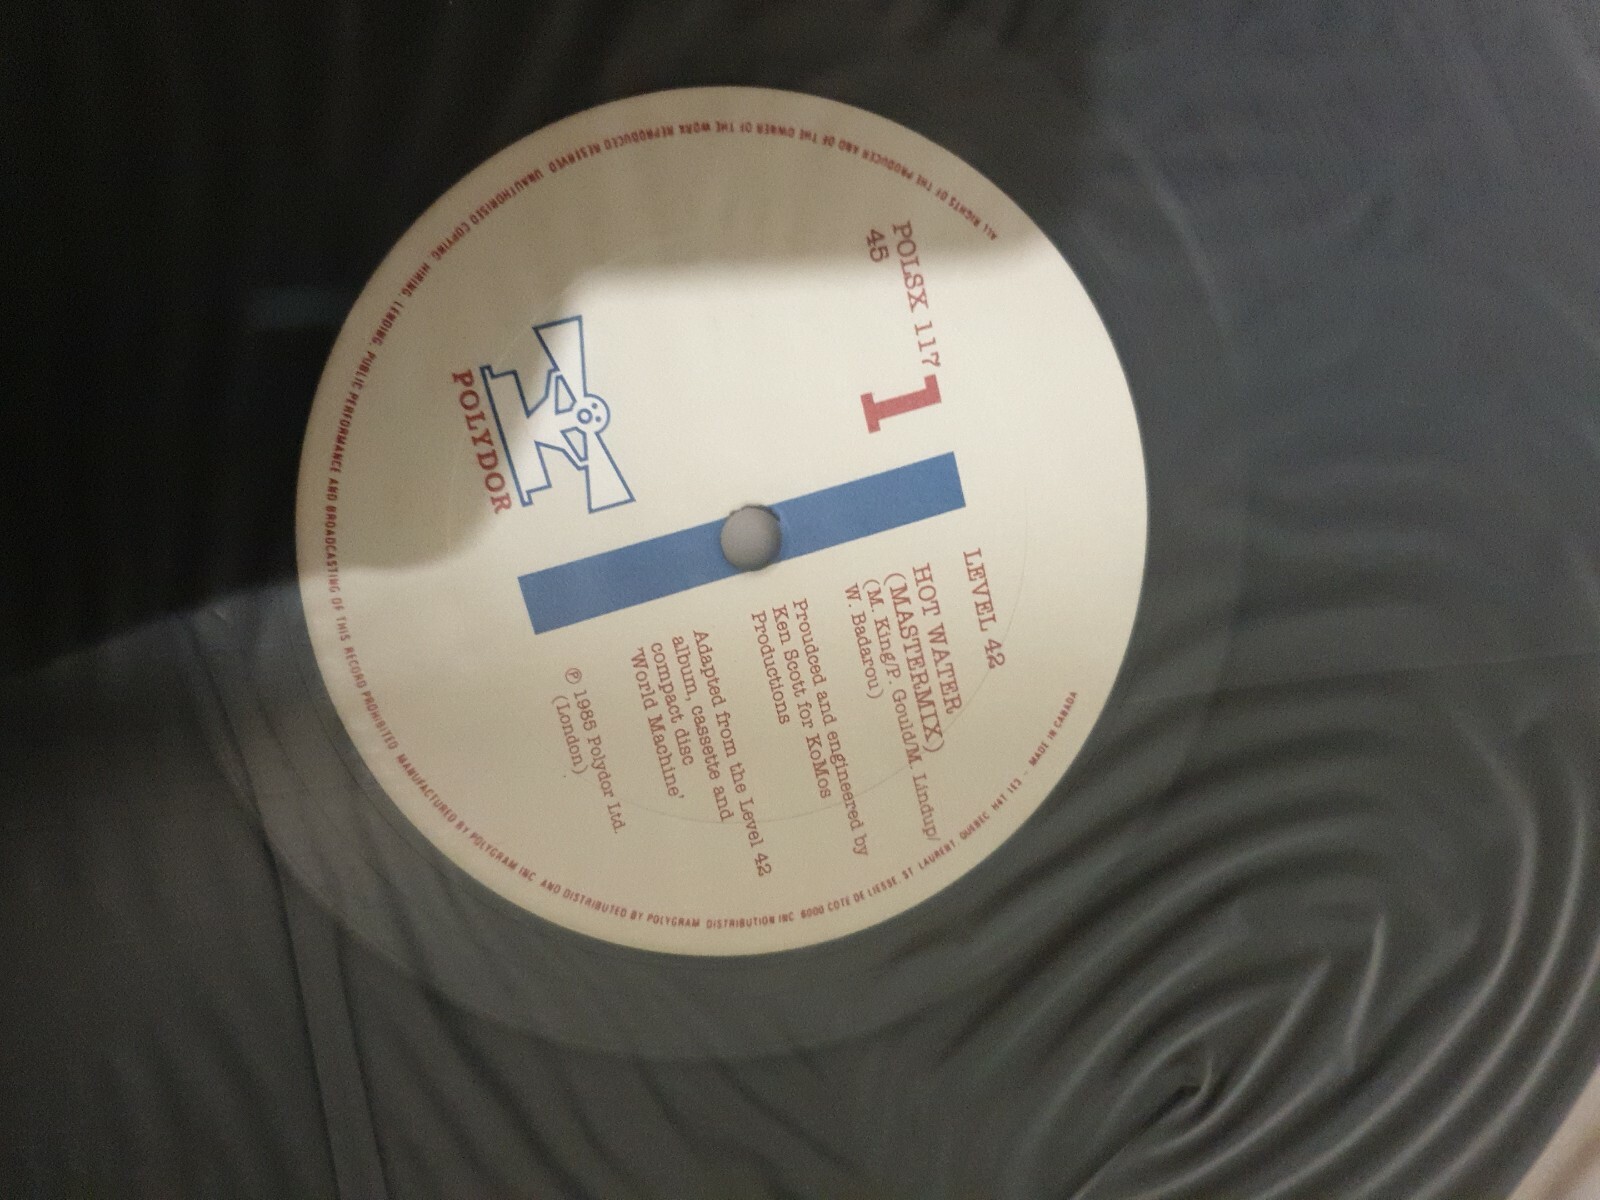 LEVEL 42
HOT WATER
(MASTERMIX)
(M. King/P. Gould/M. Lindup/
W. Badarou)
Proudced and engineered by
Ken Scott for KoMos
Productions
Adapted from the Level 42
album, cassette and
compact disc
'World Machine'
℗ 1985 Polydor Ltd.
(London)
POLSX 117
45
1
POLYDOR
ALL RIGHTS OF THE PRODUCER AND OF THE OWNER OF THE WORK REPRODUCED RESERVED UNAUTHORISED COPYING, HIRING, LENDING, PUBLIC PERFORMANCE AND BROADCASTING OF THIS RECORD PROHIBITED MANUFACTURED BY POLYGRAM INC AND DISTRIBUTED BY POLYGRAM DISTRIBUTION INC 6000 COTE DE LIESSE, ST LAURENT QUEBEC H4T 1E3 - MADE IN CANADA